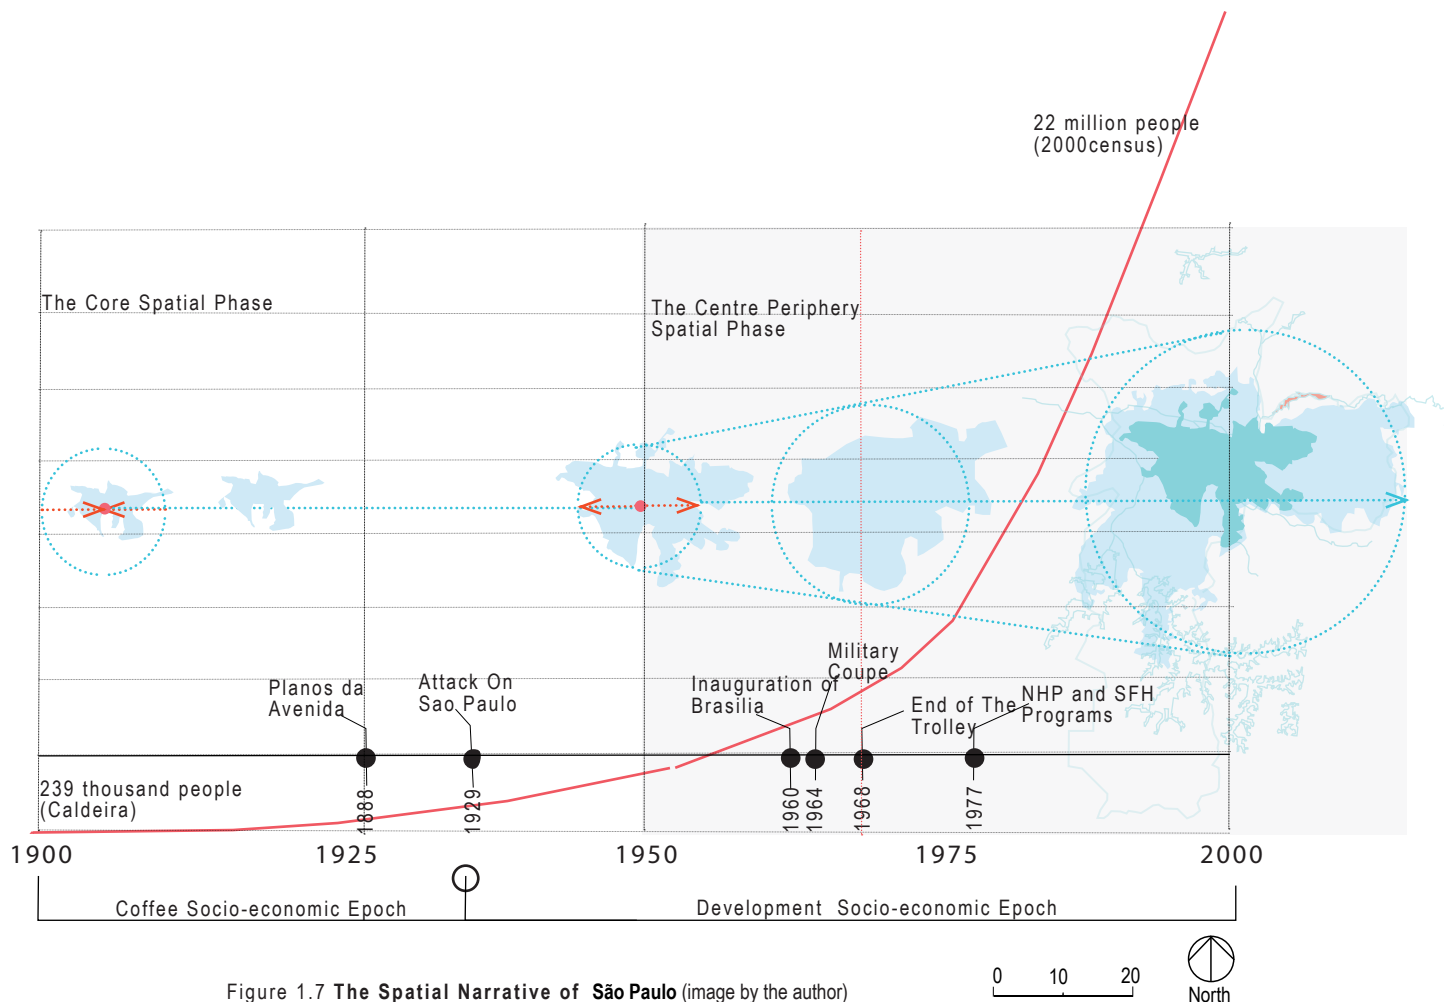 22 million people
(2000census)
The Core Spatial Phase
The Centre Periphery
Spatial Phase
Planos da
Avenida
Attack On
Sao Paulo
Inauguration of
Brasilia
Military
Coupe
End of The
Trolley
NHP and SFH
Programs
239 thousand people
(Caldeira)
1888
1929
1960
1964
1968
1977
1900
1925
1950
1975
2000
Coffee Socio-economic Epoch
Development Socio-economic Epoch
0 10 20
North
Figure 1.7 The Spatial Narrative of São Paulo (image by the author)